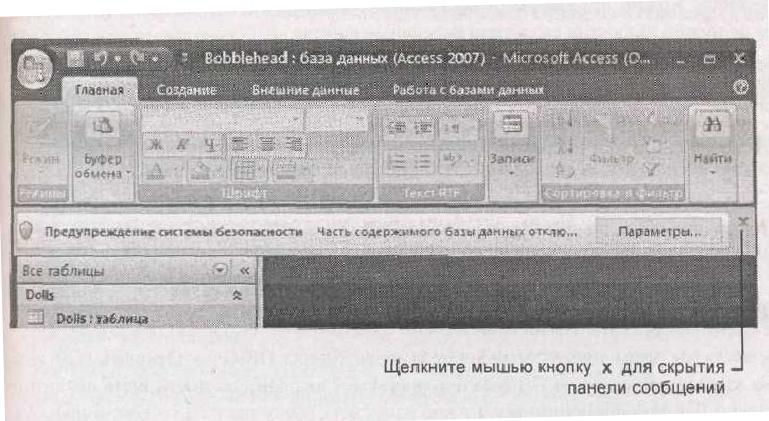 Bobblehead : база данных (Access 2007) - Microsoft Access (О...
Главная Создание Внешние данные Работа с базами данных
Режим Буфер обмена Ж К Ч Записи Фильтр Найти
Режимы Шрифт Текст RTF Сортировка и фильтр
Предупреждение системы безопасности Часть содержимого базы данных отклю... Параметры... x
Все таблицы «
Dolls
Dolls : таблица
Щелкните мышью кнопку x для скрытия
панели сообщений